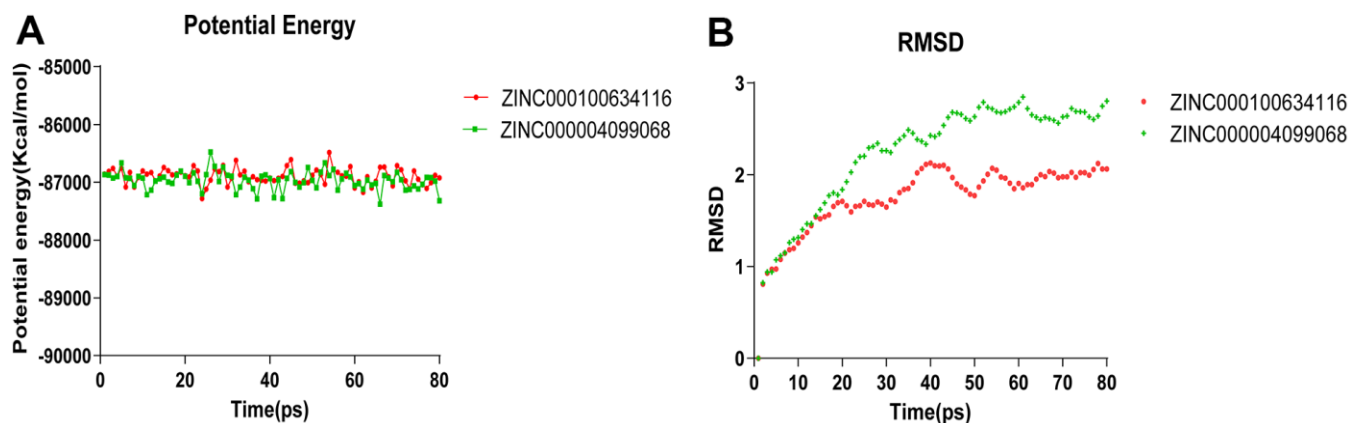 A
Potential Energy
Potential energy(Kcal/mol)
-85000
-86000
-87000
-88000
-89000
-90000
0 20 40 60 80
Time(ps)
ZINC000100634116
ZINC000004099068
B
RMSD
RMSD
3
2
1
0
0 10 20 30 40 50 60 70 80
Time(ps)
ZINC000100634116
ZINC000004099068